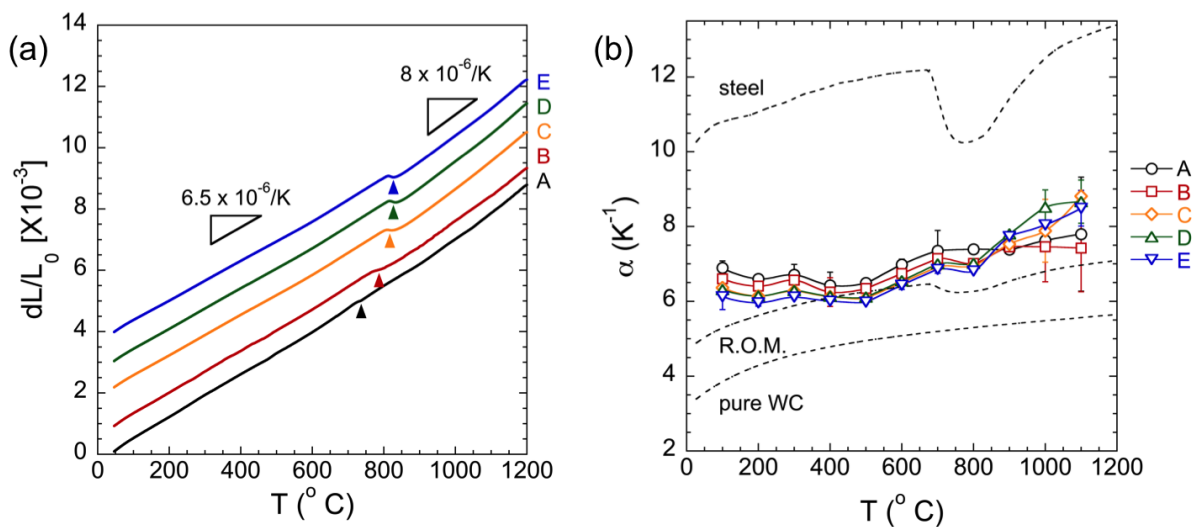 (a)
14
12
10
8
6
4
2
0
dL/L₀ [X10⁻³]
6.5 x 10⁻⁶/K
8 x 10⁻⁶/K
E
D
C
B
A
0 200 400 600 800 1000 1200
T (° C)
(b)
12
10
8
6
4
2
α (K⁻¹)
steel
R.O.M.
pure WC
A
B
C
D
E
0 200 400 600 800 1000 1200
T (° C)